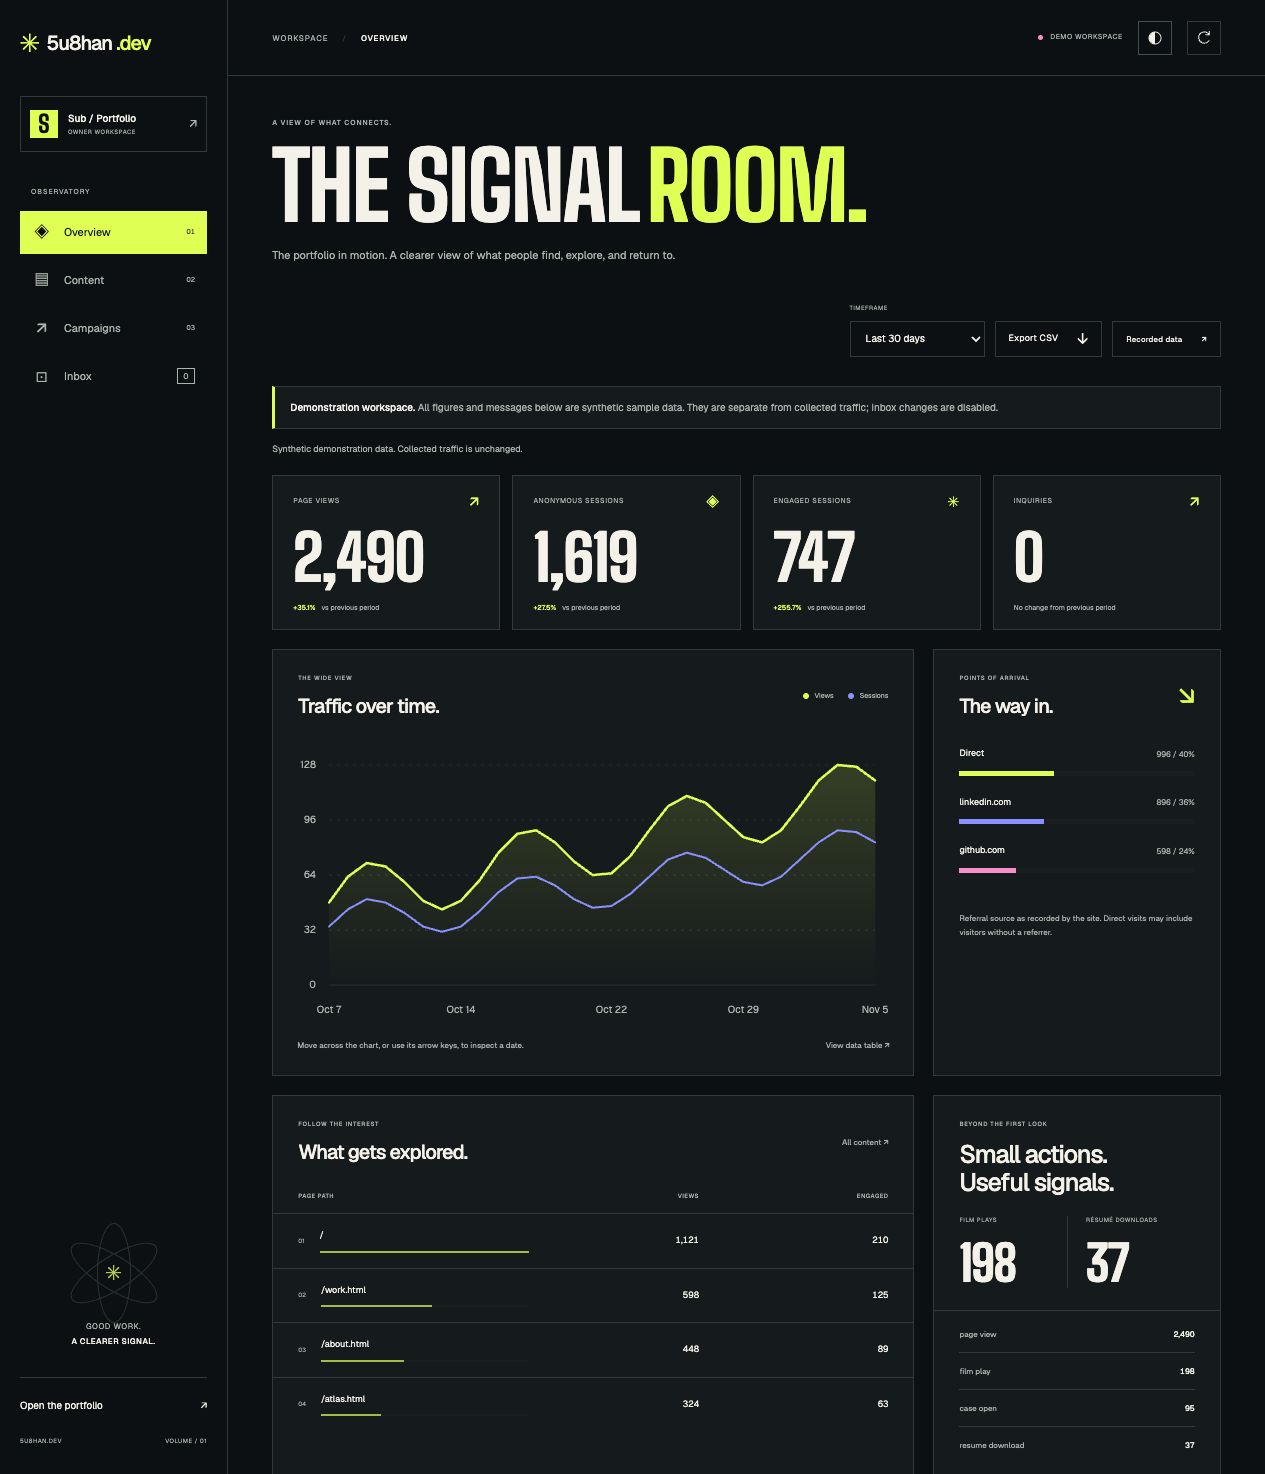 5u8han .dev
S
Sub / Portfolio
OWNER WORKSPACE
OBSERVATORY
Overview 01
Content 02
Campaigns 03
Inbox 0
GOOD WORK.
A CLEARER SIGNAL.
Open the portfolio
5U8HAN.DEV VOLUME / 01
WORKSPACE / OVERVIEW
DEMO WORKSPACE
A VIEW OF WHAT CONNECTS.
THE SIGNAL ROOM.
The portfolio in motion. A clearer view of what people find, explore, and return to.
TIMEFRAME
Last 30 days
Export CSV ↓
Recorded data ↗
Demonstration workspace. All figures and messages below are synthetic sample data. They are separate from collected traffic; inbox changes are disabled.
Synthetic demonstration data. Collected traffic is unchanged.
PAGE VIEWS
2,490
+35.1% vs previous period
ANONYMOUS SESSIONS
1,619
+27.5% vs previous period
ENGAGED SESSIONS
747
+255.7% vs previous period
INQUIRIES
0
No change from previous period
THE WIDE VIEW
Traffic over time.
Views Sessions
128
96
64
32
0
Oct 7 Oct 14 Oct 22 Oct 29 Nov 5
Move across the chart, or use its arrow keys, to inspect a date.
View data table ↗
POINTS OF ARRIVAL
The way in.
Direct 996 / 40%
linkedin.com 896 / 36%
github.com 598 / 24%
Referral source as recorded by the site. Direct visits may include
visitors without a referrer.
FOLLOW THE INTEREST
What gets explored.
All content ↗
PAGE PATH VIEWS ENGAGED
01 / 1,121 210
02 /work.html 598 125
03 /about.html 448 89
04 /atlas.html 324 63
BEYOND THE FIRST LOOK
Small actions.
Useful signals.
FILM PLAYS
198
RÉSUMÉ DOWNLOADS
37
page view 2,490
film play 198
case open 95
resume download 37